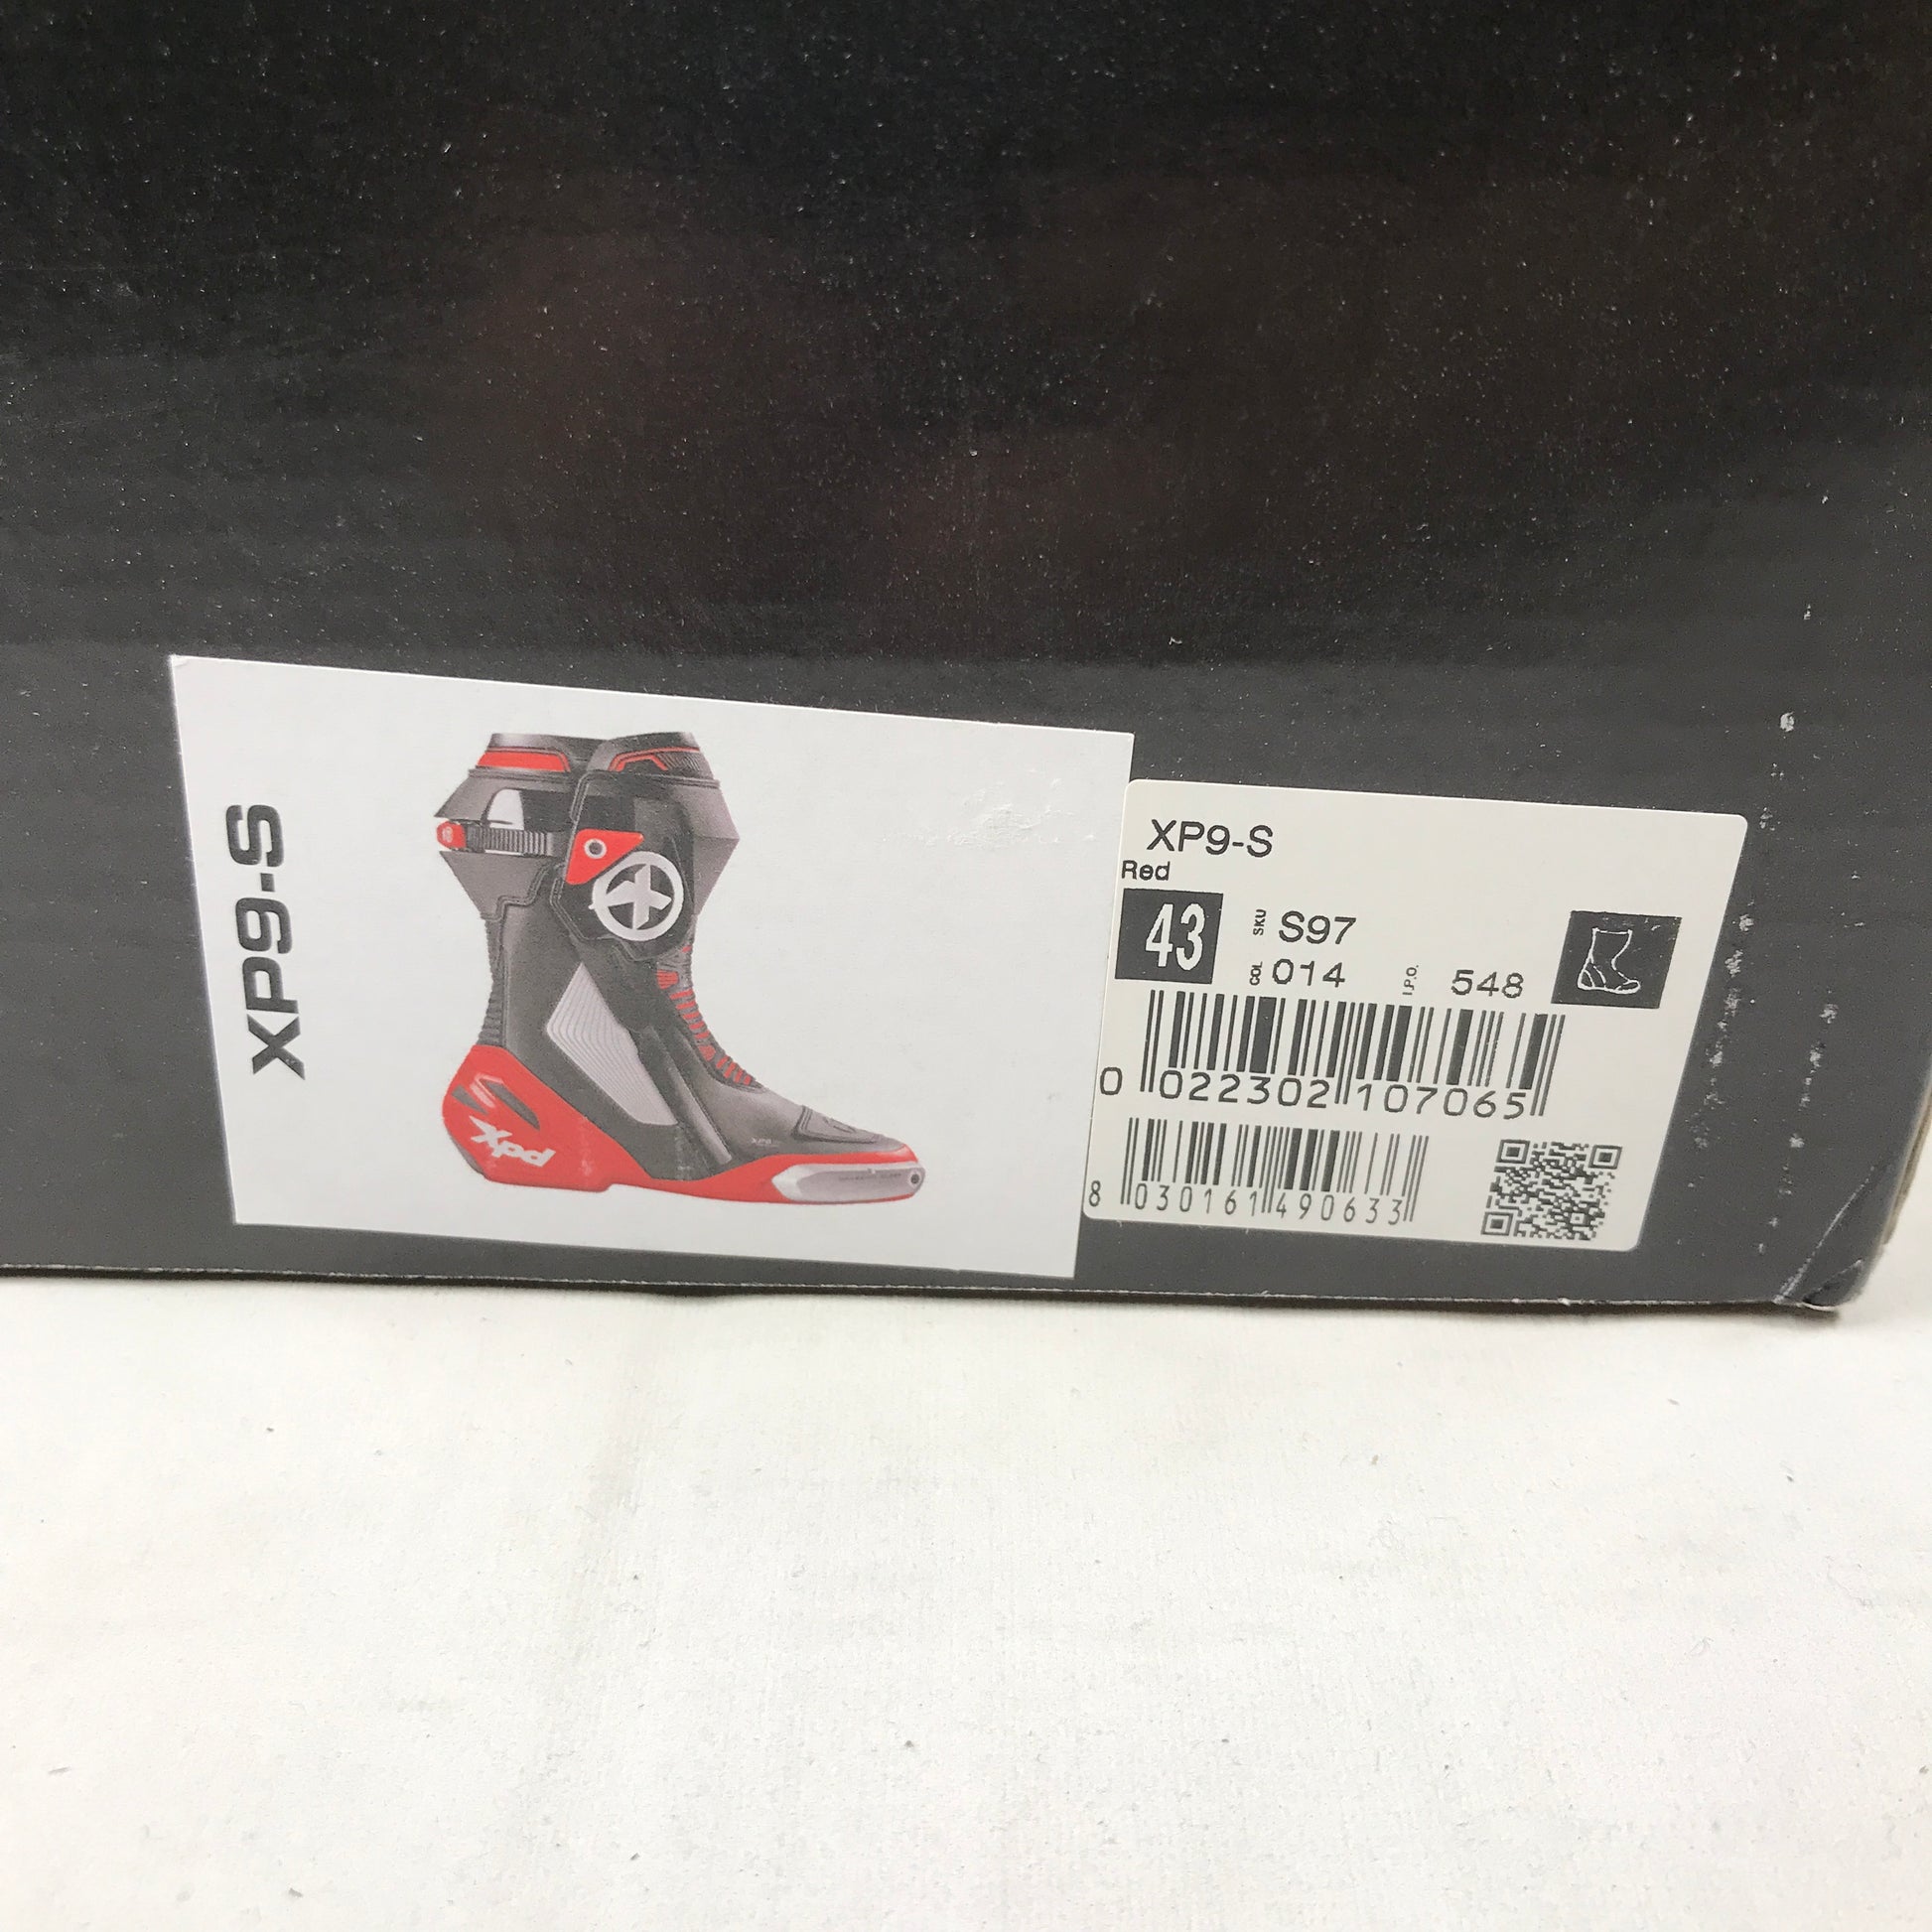 XP9-S
X
Xpd
XP9-S
Red
43 SKU S97
COL 014 I.P.O. 548
0 022302 107065
8 030161 490633